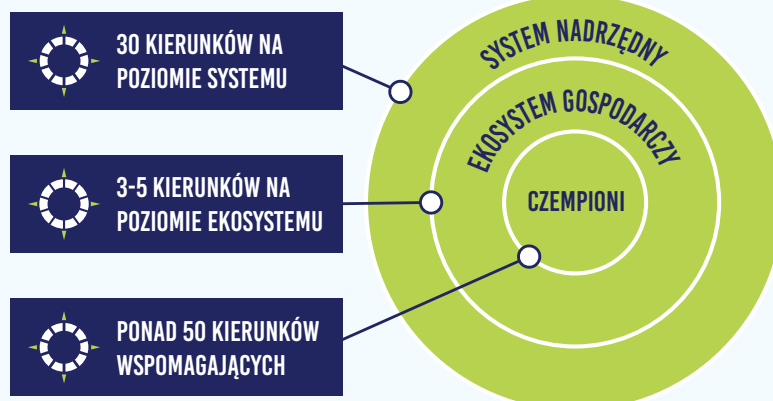 30 KIERUNKÓW NA
POZIOMIE SYSTEMU
3-5 KIERUNKÓW NA
POZIOMIE EKOSYSTEMU
PONAD 50 KIERUNKÓW
WSPOMAGAJĄCYCH
SYSTEM NADRZĘDNY
EKOSYSTEM GOSPODARCZY
CZEMPIONI